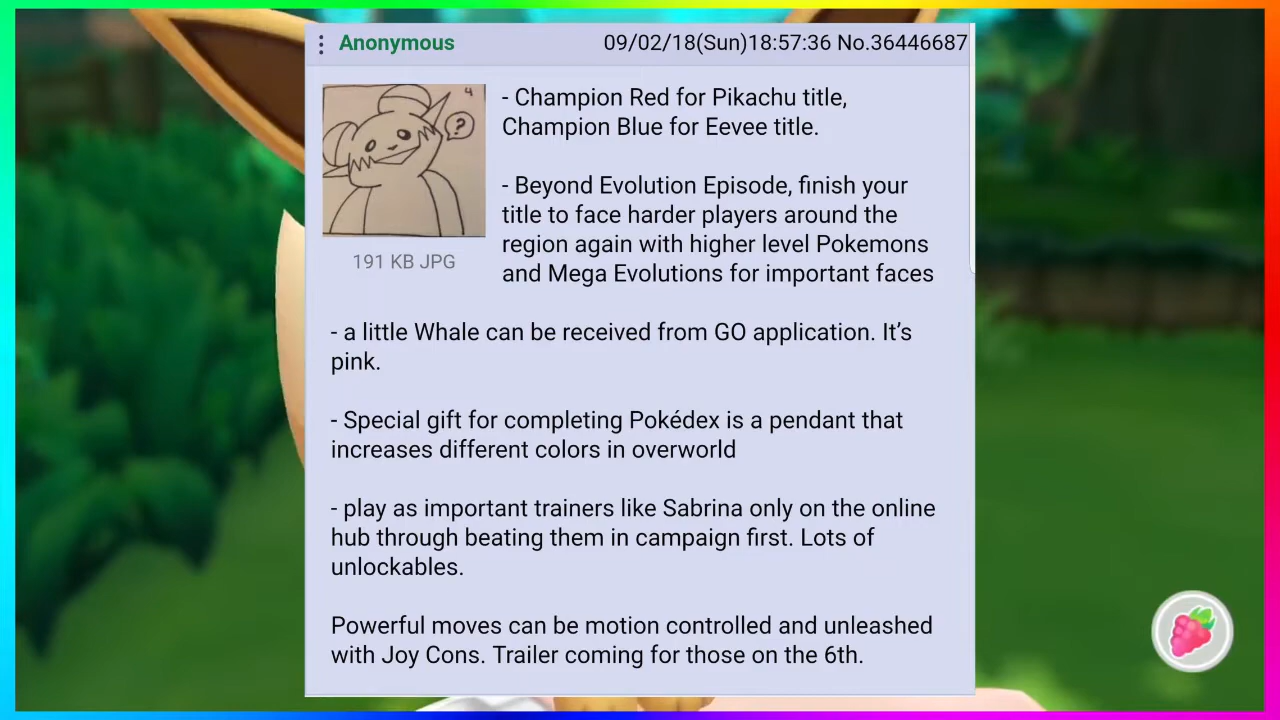 Anonymous 09/02/18(Sun)18:57:36 No.36446687
4
?
191 KB JPG
- Champion Red for Pikachu title,
Champion Blue for Eevee title.
- Beyond Evolution Episode, finish your
title to face harder players around the
region again with higher level Pokemons
and Mega Evolutions for important faces
- a little Whale can be received from GO application. It’s
pink.
- Special gift for completing Pokédex is a pendant that
increases different colors in overworld
- play as important trainers like Sabrina only on the online
hub through beating them in campaign first. Lots of
unlockables.
Powerful moves can be motion controlled and unleashed
with Joy Cons. Trailer coming for those on the 6th.